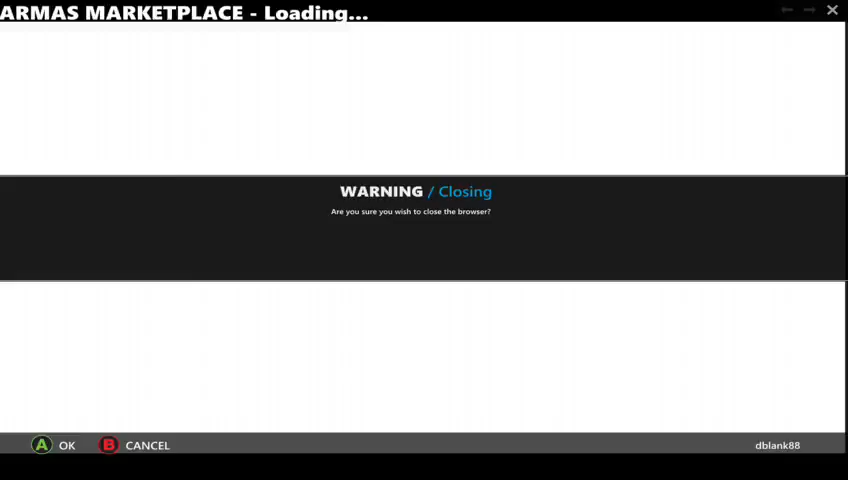 ARMAS MARKETPLACE - Loading...
WARNING / Closing
Are you sure you wish to close the browser?
A OK B CANCEL
dblank88